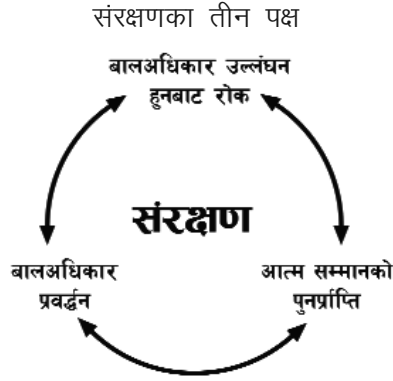 संरक्षणका तीन पक्ष
बालअधिकार उल्लंघन
हुनबाट रोक
संरक्षण
बालअधिकार
प्रवर्द्धन
आत्म सम्मानको
पुनर्प्राप्ति